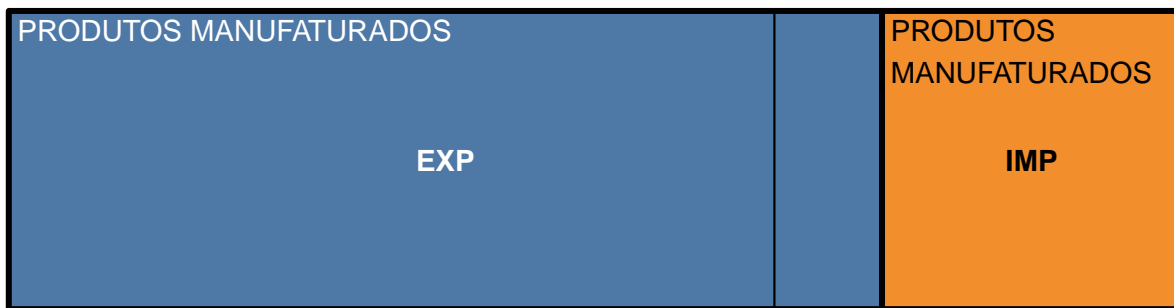 PRODUTOS MANUFATURADOS
EXP
PRODUTOS
MANUFATURADOS
IMP